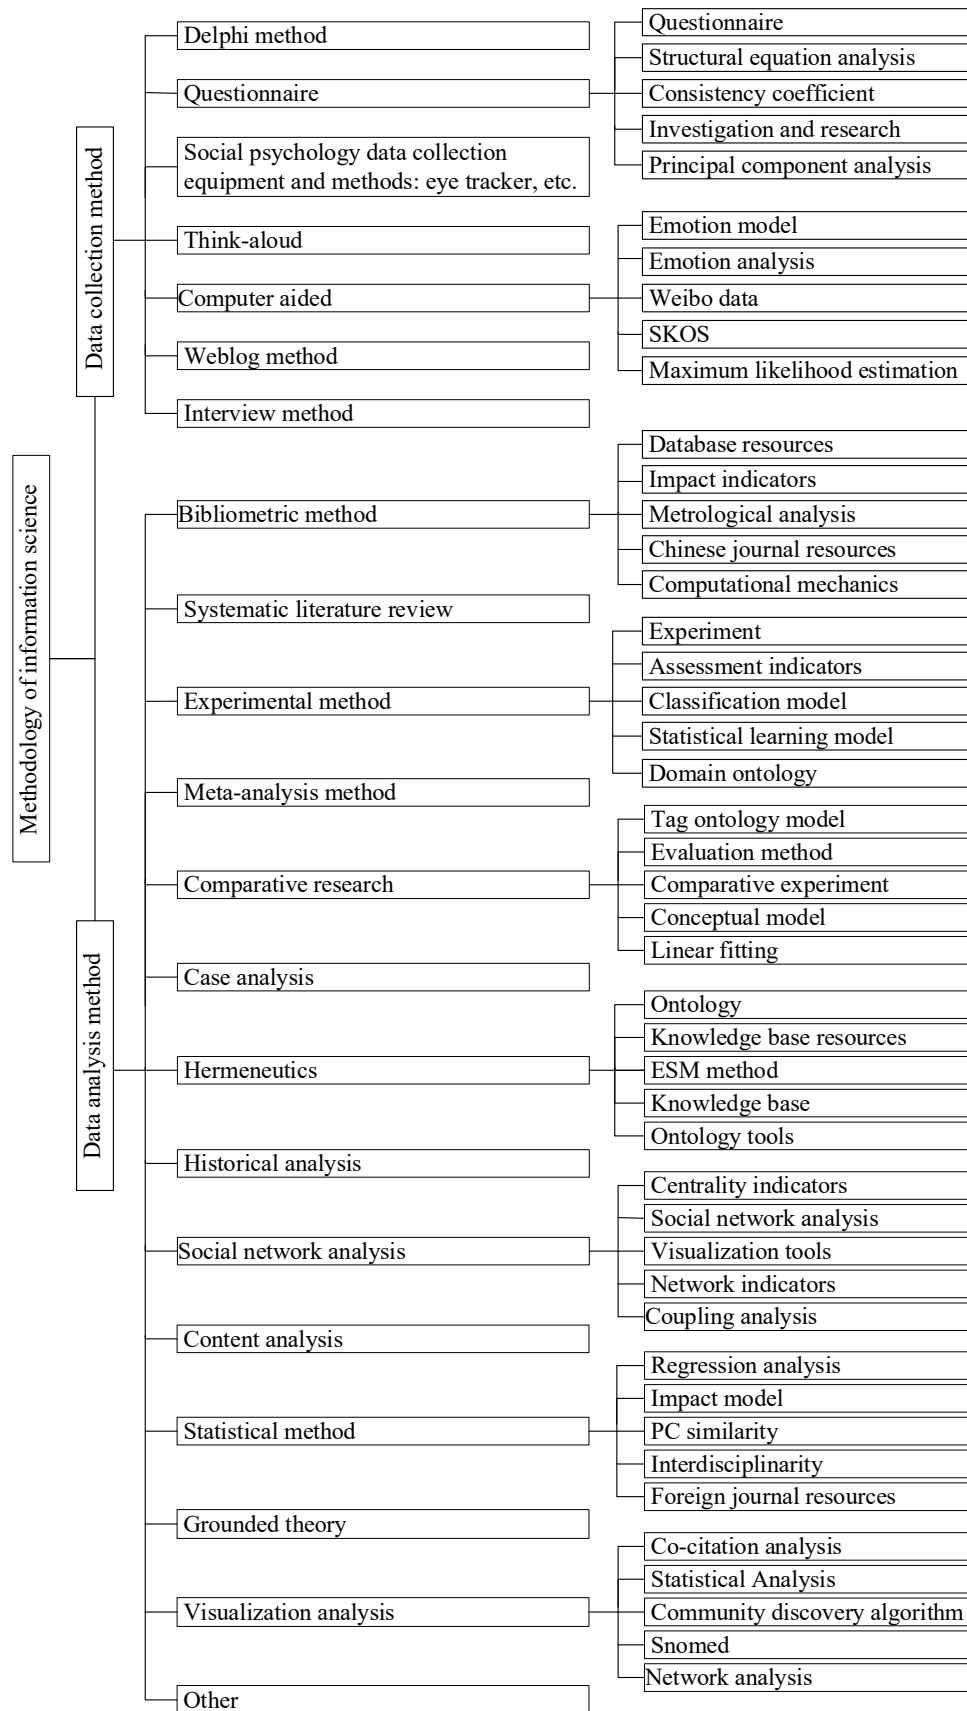 Methodology of information science
Data collection method
Delphi method
Questionnaire
Questionnaire
Structural equation analysis
Consistency coefficient
Investigation and research
Principal component analysis
Social psychology data collection
equipment and methods: eye tracker, etc.
Think-aloud
Computer aided
Emotion model
Emotion analysis
Weibo data
SKOS
Maximum likelihood estimation
Weblog method
Interview method
Data analysis method
Bibliometric method
Database resources
Impact indicators
Metrological analysis
Chinese journal resources
Computational mechanics
Systematic literature review
Experimental method
Experiment
Assessment indicators
Classification model
Statistical learning model
Domain ontology
Meta-analysis method
Comparative research
Tag ontology model
Evaluation method
Comparative experiment
Conceptual model
Linear fitting
Case analysis
Hermeneutics
Ontology
Knowledge base resources
ESM method
Knowledge base
Ontology tools
Historical analysis
Social network analysis
Centrality indicators
Social network analysis
Visualization tools
Network indicators
Coupling analysis
Content analysis
Statistical method
Regression analysis
Impact model
PC similarity
Interdisciplinarity
Foreign journal resources
Grounded theory
Visualization analysis
Co-citation analysis
Statistical Analysis
Community discovery algorithm
Snomed
Network analysis
Other